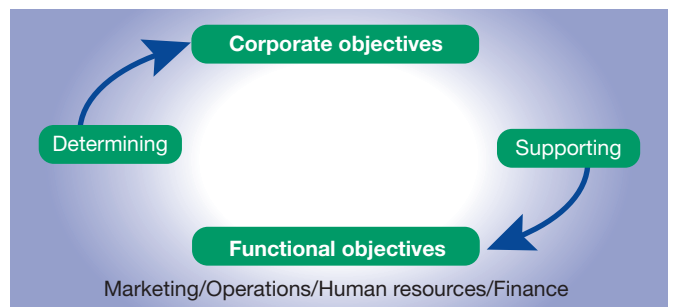 Corporate objectives
Determining
Supporting
Functional objectives
Marketing/Operations/Human resources/Finance